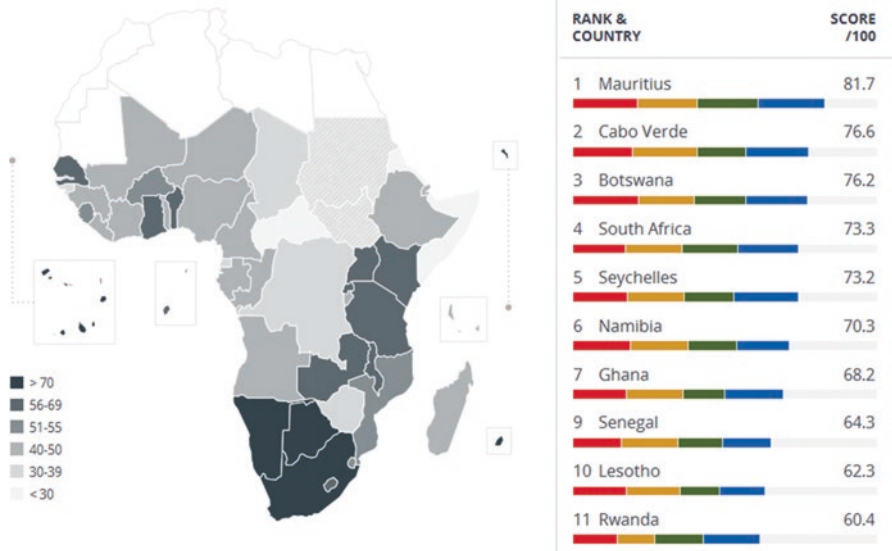 > 70
56-69
51-55
40-50
30-39
< 30
RANK & COUNTRY SCORE /100
1 Mauritius 81.7
2 Cabo Verde 76.6
3 Botswana 76.2
4 South Africa 73.3
5 Seychelles 73.2
6 Namibia 70.3
7 Ghana 68.2
9 Senegal 64.3
10 Lesotho 62.3
11 Rwanda 60.4